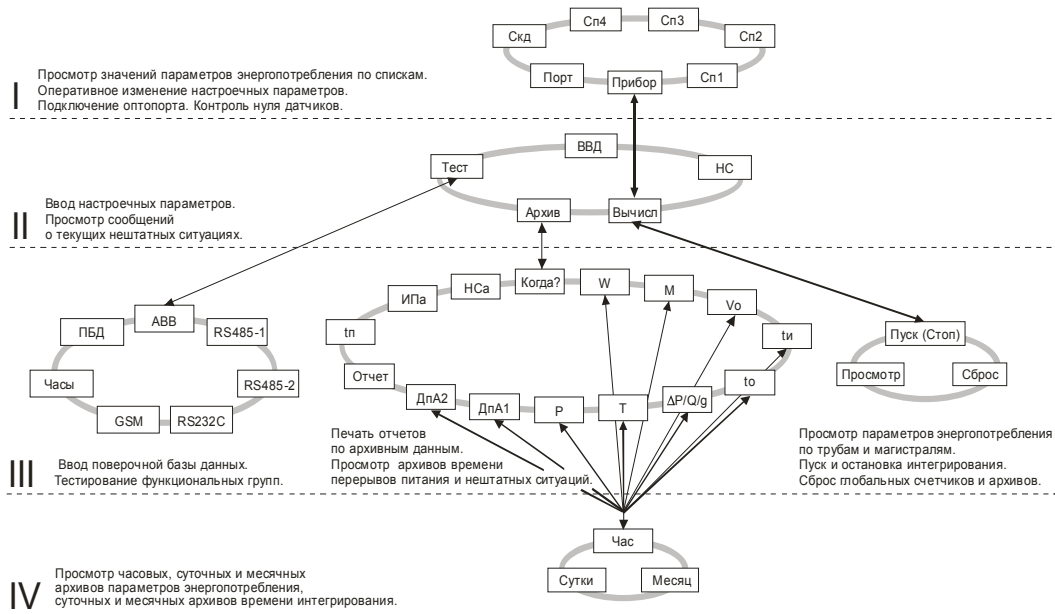 Сп4
Сп3
Скд
Сп2
Порт
Прибор
Сп1
I
Просмотр значений параметров энергопотребления по спискам.
Оперативное изменение настроечных параметров.
Подключение оптопорта. Контроль нуля датчиков.
ВВД
Тест
НС
Архив
Вычисл
II
Ввод настроечных параметров.
Просмотр сообщений
о текущих нештатных ситуациях.
АВВ
ПБД
RS485-1
Часы
RS485-2
GSM
RS232C
Когда?
НСа
W
ИПа
M
Vo
tп
tи
Отчет
to
ДпА2
ДпА1
P
T
ΔP/Q/g
Пуск (Стоп)
Просмотр
Сброс
III
Ввод поверочной базы данных.
Тестирование функциональных групп.
Печать отчетов
по архивным данным.
Просмотр архивов времени
перерывов питания и нештатных ситуаций.
Просмотр параметров энергопотребления
по трубам и магистралям.
Пуск и остановка интегрирования.
Сброс глобальных счетчиков и архивов.
Час
Сутки
Месяц
IV
Просмотр часовых, суточных и месячных
архивов параметров энергопотребления,
суточных и месячных архивов времени интегрирования.